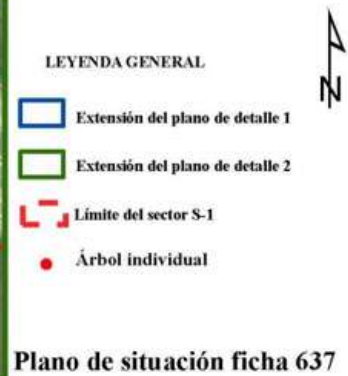 LEYENDA GENERAL
N
Extensión del plano de detalle 1
Extensión del plano de detalle 2
Límite del sector S-1
Árbol individual
Plano de situación ficha 637